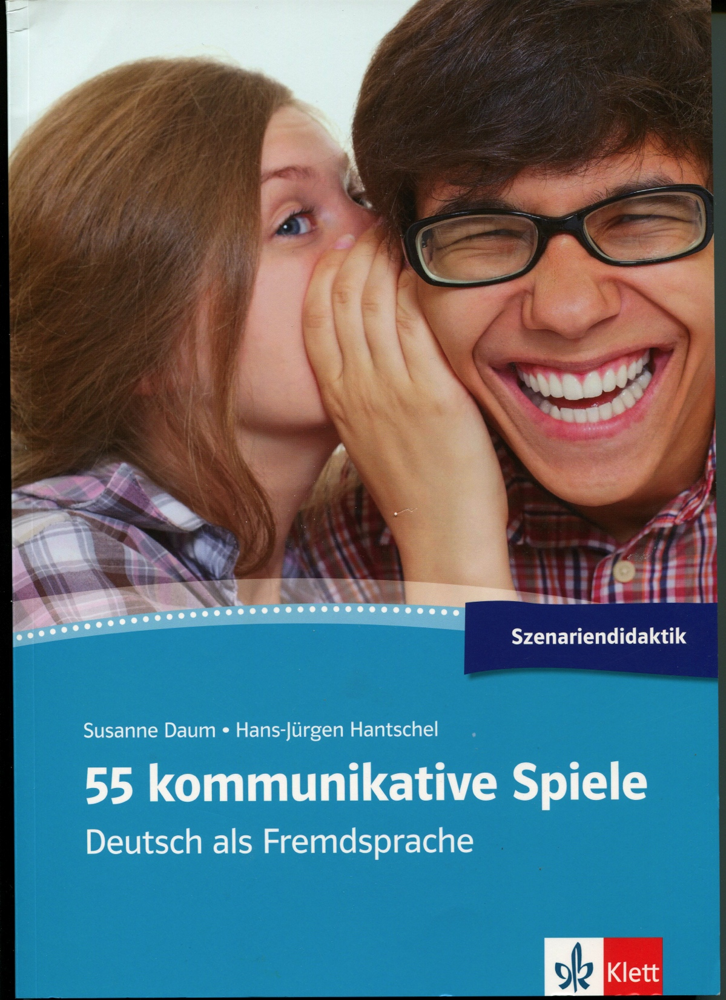 Szenariendidaktik
Susanne Daum • Hans-Jürgen Hantschel
55 kommunikative Spiele
Deutsch als Fremdsprache
Klett